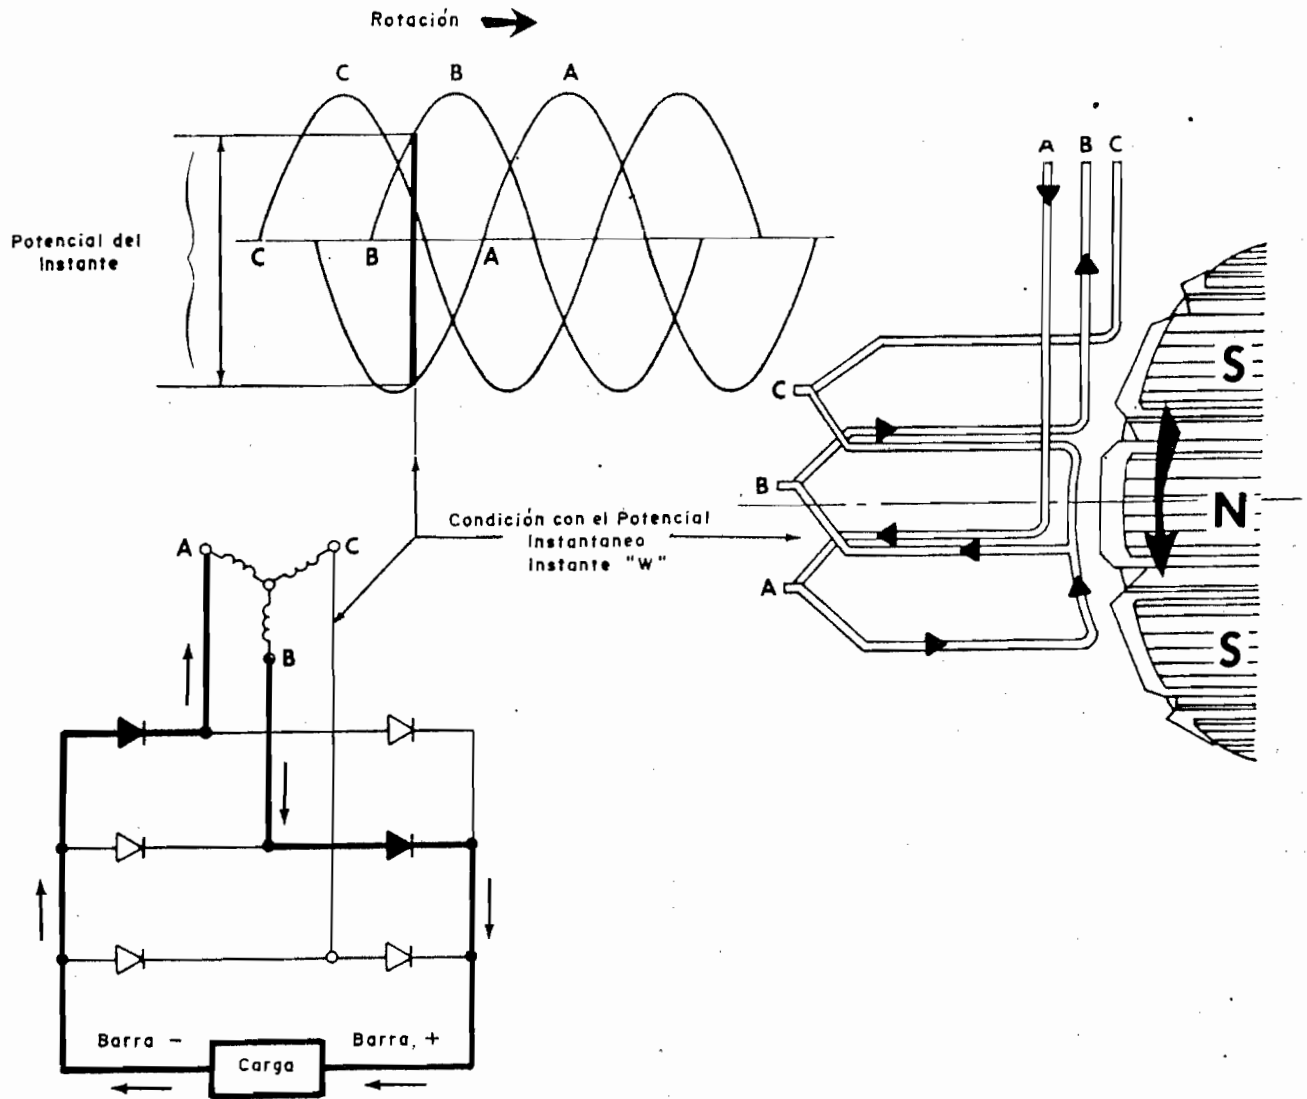 Rotación
C B A
Potencial del
Instante
C B A
A B C
S
C
B
N
A
S
Condición con el Potencial
Instantaneo
Instante "W"
A C
B
Barra -
Barra, +
Carga